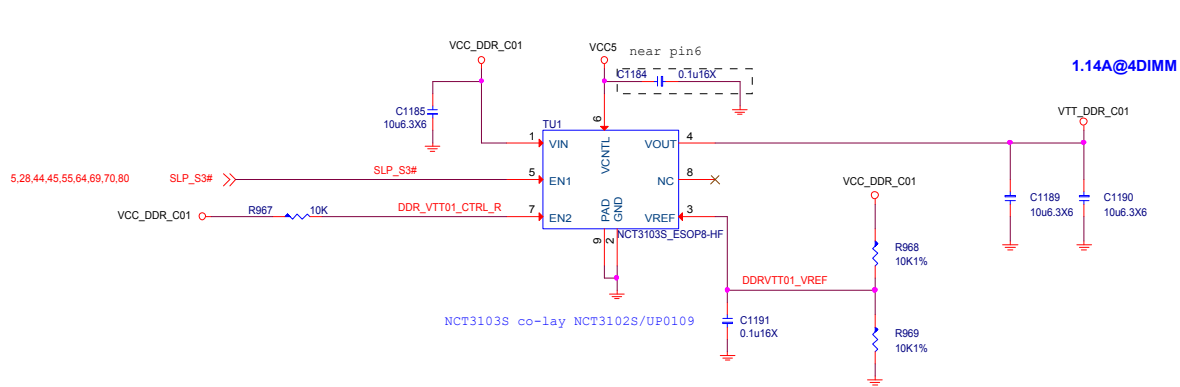 VCC_DDR_C01
VCC5
near pin6
1.14A@4DIMM
C1184
0.1u16X
C1185
10u6.3X6
VTT_DDR_C01
6
TU1
1
VIN
VCNTL
VOUT
4
5,28,44,45,55,64,69,70,80
SLP_S3#
SLP_S3#
5
EN1
NC
8
VCC_DDR_C01
C1189
10u6.3X6
C1190
10u6.3X6
VCC_DDR_C01
R967
10K
DDR_VTT01_CTRL_R
7
EN2
PAD
GND
VREF
3
9
2
NCT3103S_ESOP8-HF
R968
10K1%
DDRVTT01_VREF
NCT3103S co-lay NCT3102S/UP0109
C1191
0.1u16X
R969
10K1%